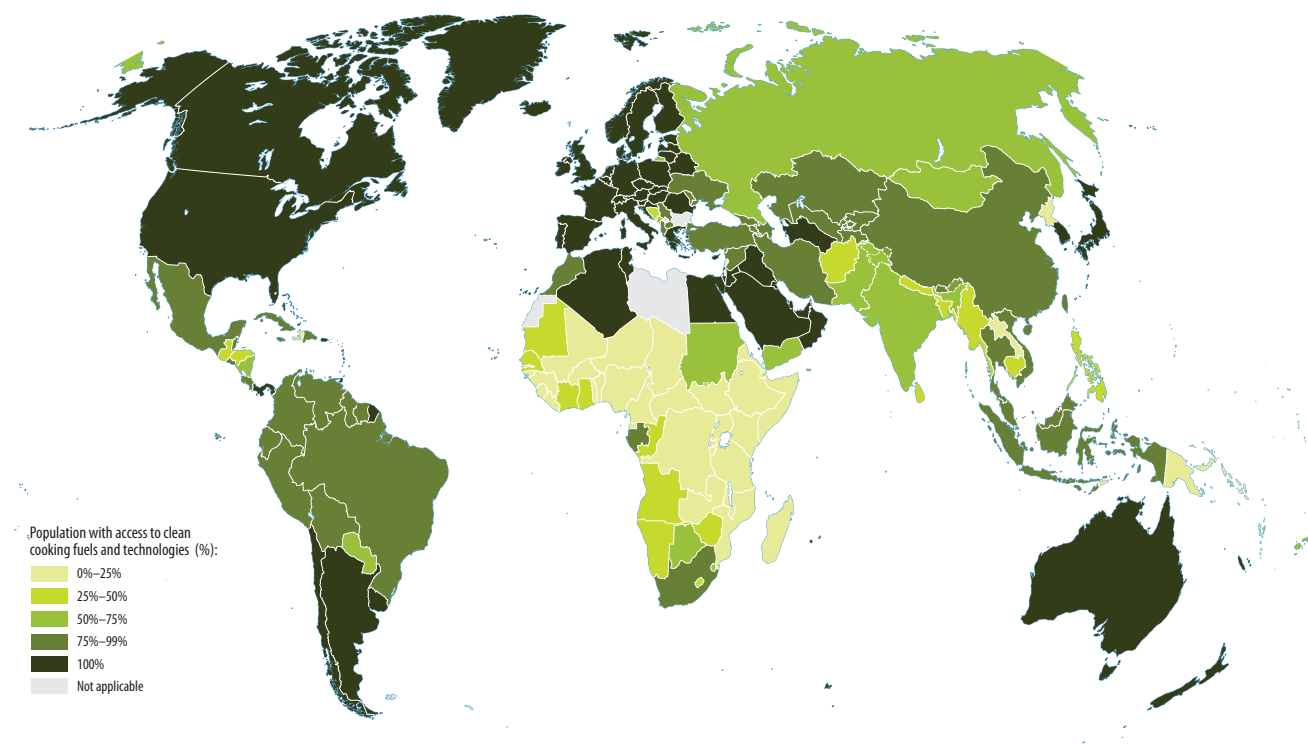 Population with access to clean
cooking fuels and technologies (%):
0%–25%
25%–50%
50%–75%
75%–99%
100%
Not applicable